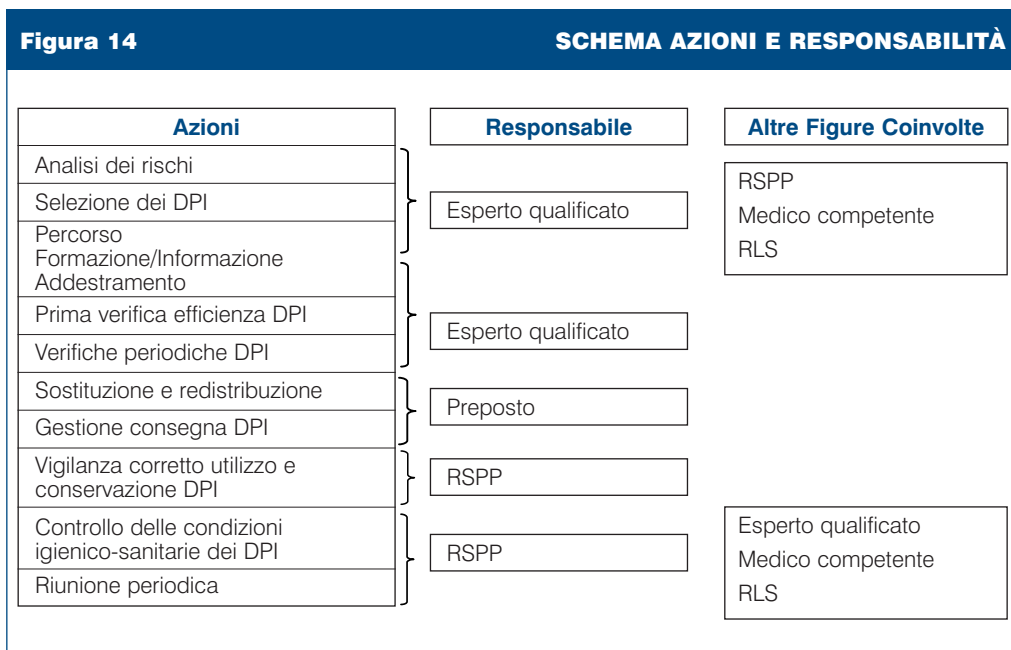 Figura 14
SCHEMA AZIONI E RESPONSABILITÀ
Azioni
Responsabile
Altre Figure Coinvolte
Analisi dei rischi
Selezione dei DPI
Percorso
Formazione/Informazione
Addestramento
Prima verifica efficienza DPI
Verifiche periodiche DPI
Sostituzione e redistribuzione
Gestione consegna DPI
Vigilanza corretto utilizzo e
conservazione DPI
Controllo delle condizioni
igienico-sanitarie dei DPI
Riunione periodica
Esperto qualificato
Esperto qualificato
Preposto
RSPP
RSPP
RSPP
Medico competente
RLS
Esperto qualificato
Medico competente
RLS